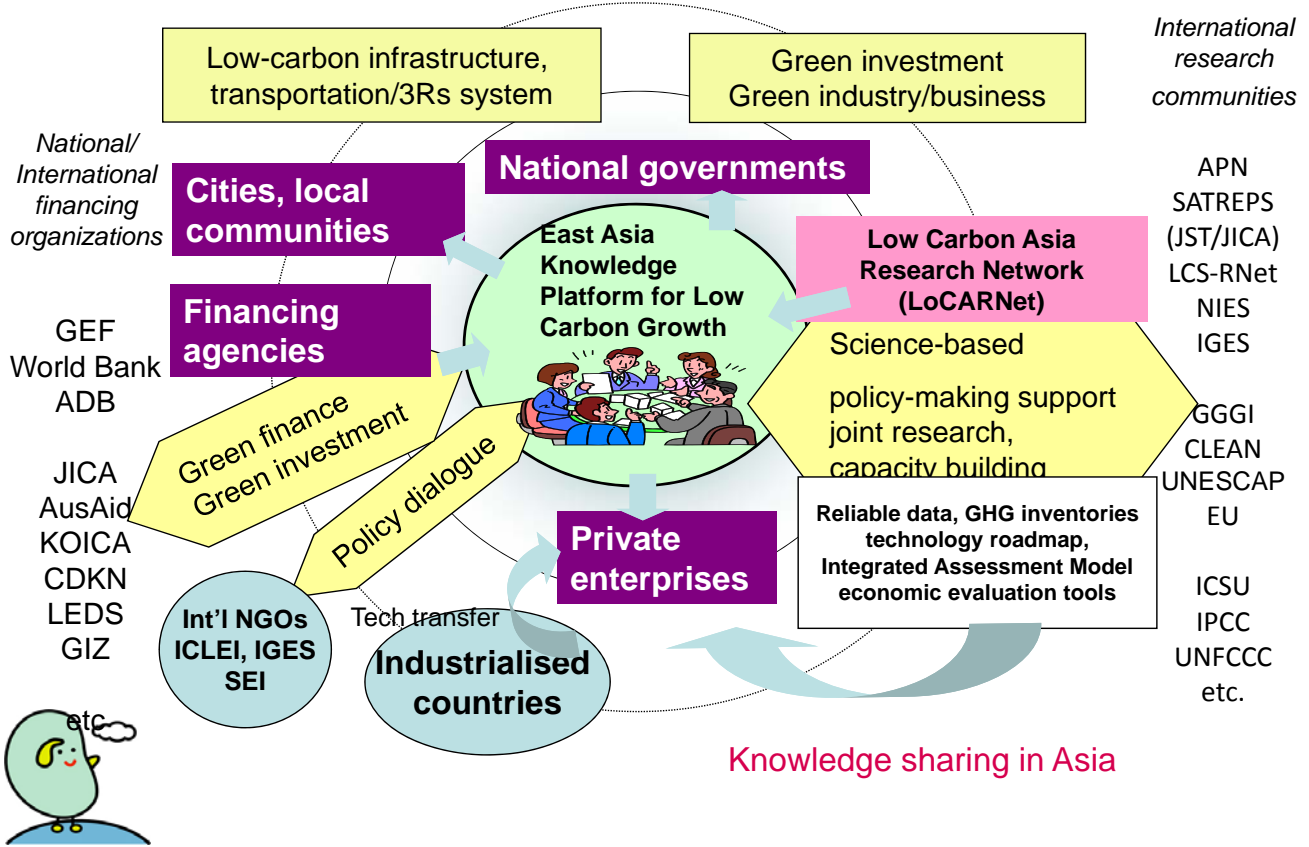 Low-carbon infrastructure,
transportation/3Rs system
Green investment
Green industry/business
International
research
communities
National/
International
financing
organizations
Cities, local
communities
National governments
Financing
agencies
East Asia
Knowledge
Platform for Low
Carbon Growth
Low Carbon Asia
Research Network
(LoCARNet)
Science-based
policy-making support
joint research,
capacity building
Reliable data, GHG inventories
technology roadmap,
Integrated Assessment Model
economic evaluation tools
APN
SATREPS
(JST/JICA)
LCS-RNet
NIES
IGES
GGGI
CLEAN
UNESCAP
EU
ICSU
IPCC
UNFCCC
etc.
GEF
World Bank
ADB
JICA
AusAid
KOICA
CDKN
LEDS
GIZ
etc
Green finance
Green investment
Policy dialogue
Private
enterprises
Int'l NGOs
ICLEI, IGES
SEI
Tech transfer
Industrialised
countries
Knowledge sharing in Asia